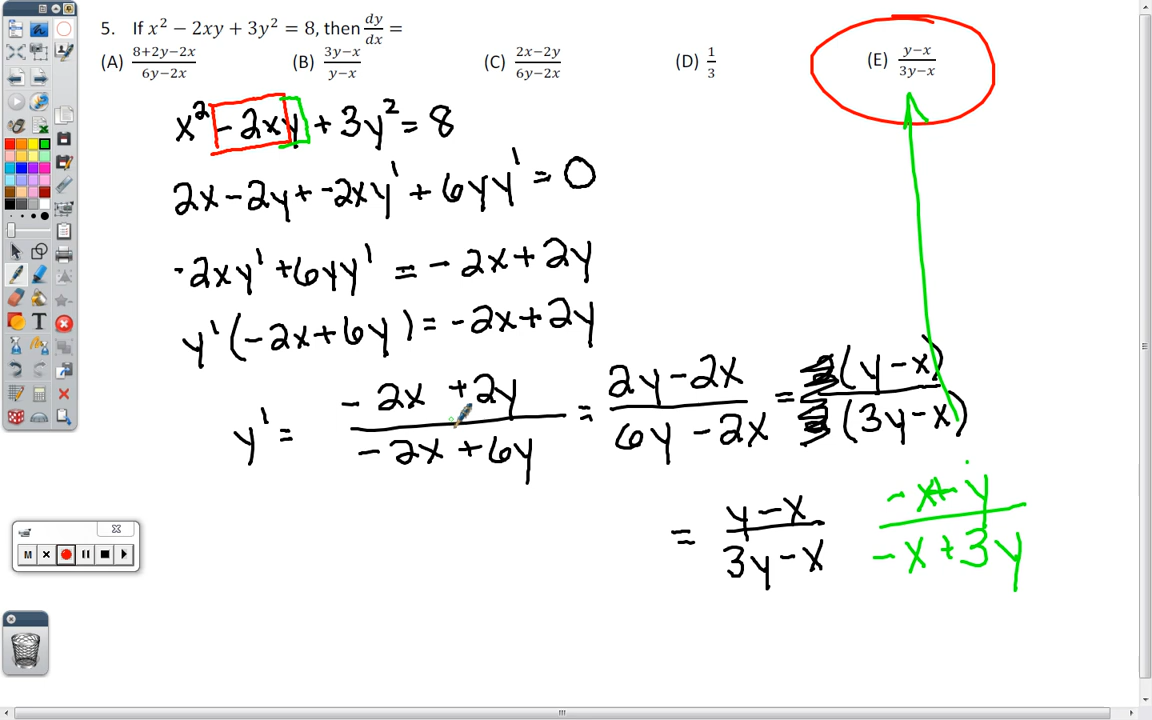 5. If x² − 2xy + 3y² = 8, then dy/dx =
(A) 8+2y−2x/6y−2x (B) 3y−x/y−x (C) 2x−2y/6y−2x (D) 1/3 (E) y−x/3y−x
x² - 2xy + 3y² = 8
2x - 2y + -2xy' + 6yy' = 0
-2xy' + 6yy' = -2x + 2y
y'(-2x + 6y) = -2x + 2y
y' = -2x + 2y/-2x + 6y = 2y - 2x/6y - 2x = 2(y - x)/2(3y - x)
= y - x/3y - x
-x + y/-x + 3y
M
T